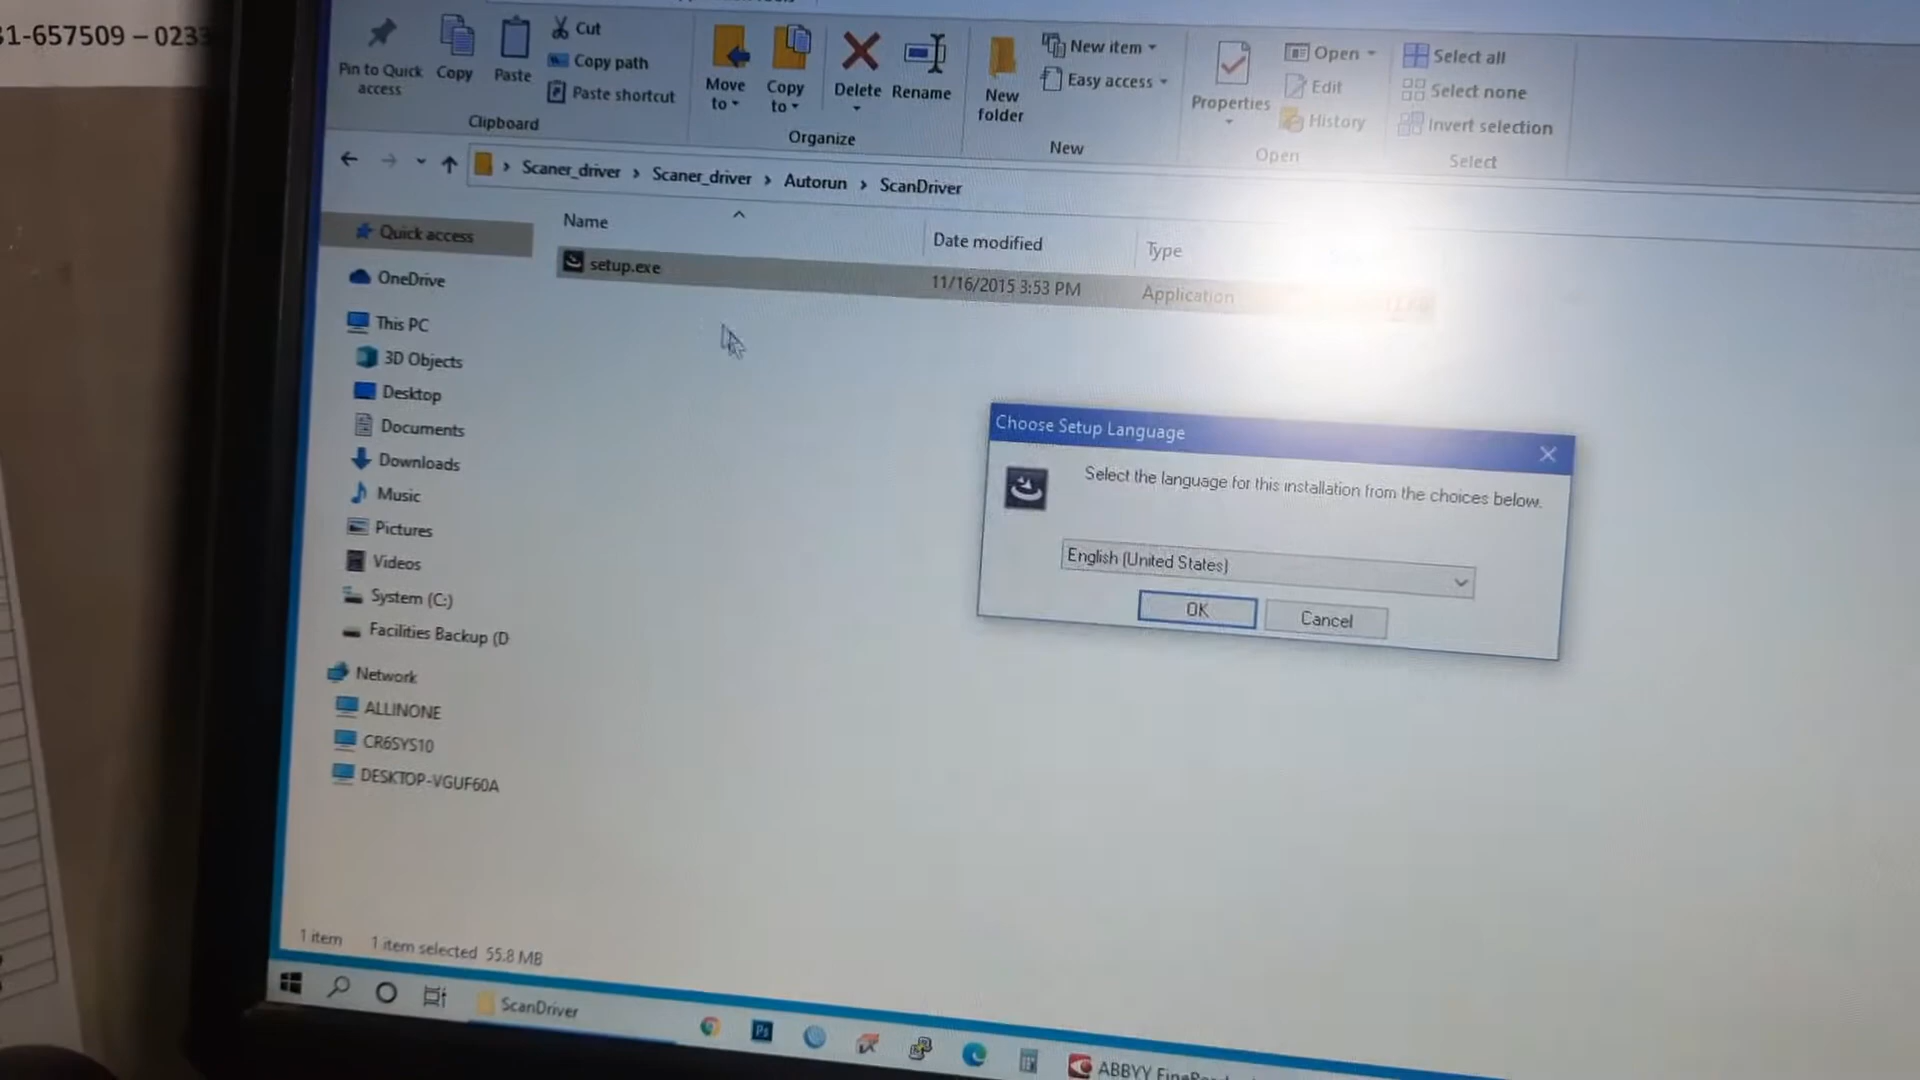 31-657509 – 0233
Pin to Quick access
Copy
Paste
Cut
Copy path
Paste shortcut
Clipboard
Move to
Copy to
Delete
Rename
Organize
New folder
New item
Easy access
New
Properties
Open
Edit
History
Open
Select all
Select none
Invert selection
Select
Scaner_driver > Scaner_driver > Autorun > ScanDriver
Name
Date modified
Type
setup.exe
11/16/2015 3:53 PM
Application
Quick access
OneDrive
This PC
3D Objects
Desktop
Documents
Downloads
Music
Pictures
Videos
System (C:)
Facilities Backup (D
Network
ALLINONE
CR6SYS10
DESKTOP-VGUF60A
Choose Setup Language
Select the language for this installation from the choices below.
English (United States)
OK
Cancel
1 item
1 item selected 55.8 MB
ScanDriver
Ps
ABBYY